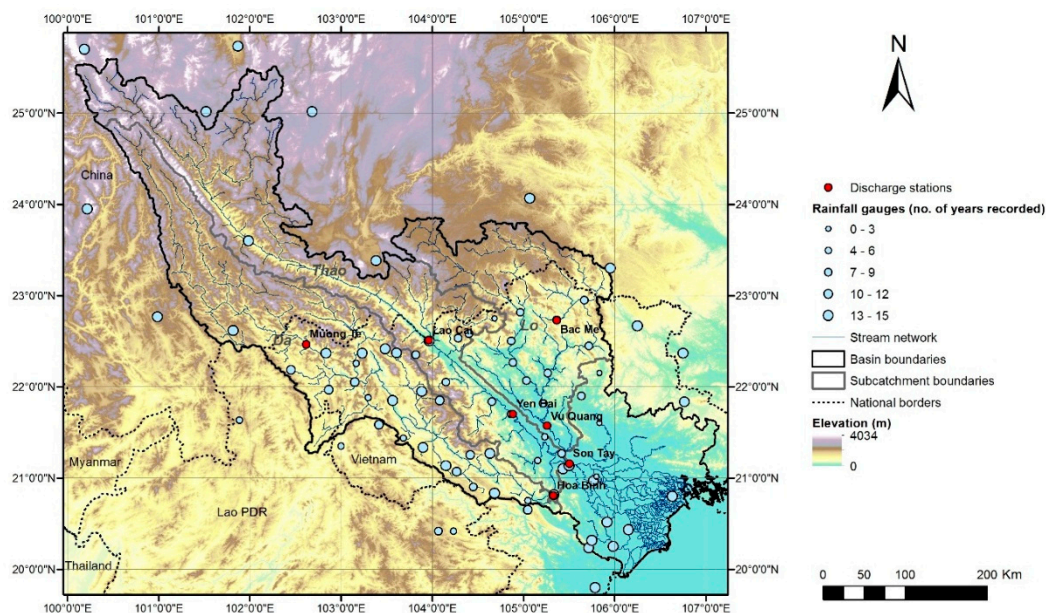 100°0'0"E 101°0'0"E 102°0'0"E 103°0'0"E 104°0'0"E 105°0'0"E 106°0'0"E 107°0'0"E
25°0'0"N 25°0'0"N
24°0'0"N 24°0'0"N
23°0'0"N 23°0'0"N
22°0'0"N 22°0'0"N
21°0'0"N 21°0'0"N
20°0'0"N 20°0'0"N
China
Thao
Lo
Bac Me
Lao Cai
Da
Muong Te
Yen Bai
Vu Quang
Son Tay
Hoa Binh
Vietnam
Myanmar
Lao PDR
Thailand
100°0'0"E 101°0'0"E 102°0'0"E 103°0'0"E 104°0'0"E 105°0'0"E 106°0'0"E 107°0'0"E
N
Discharge stations
Rainfall gauges (no. of years recorded)
0 - 3
4 - 6
7 - 9
10 - 12
13 - 15
Stream network
Basin boundaries
Subcatchment boundaries
National borders
Elevation (m)
4034
0
0 50 100 200 Km